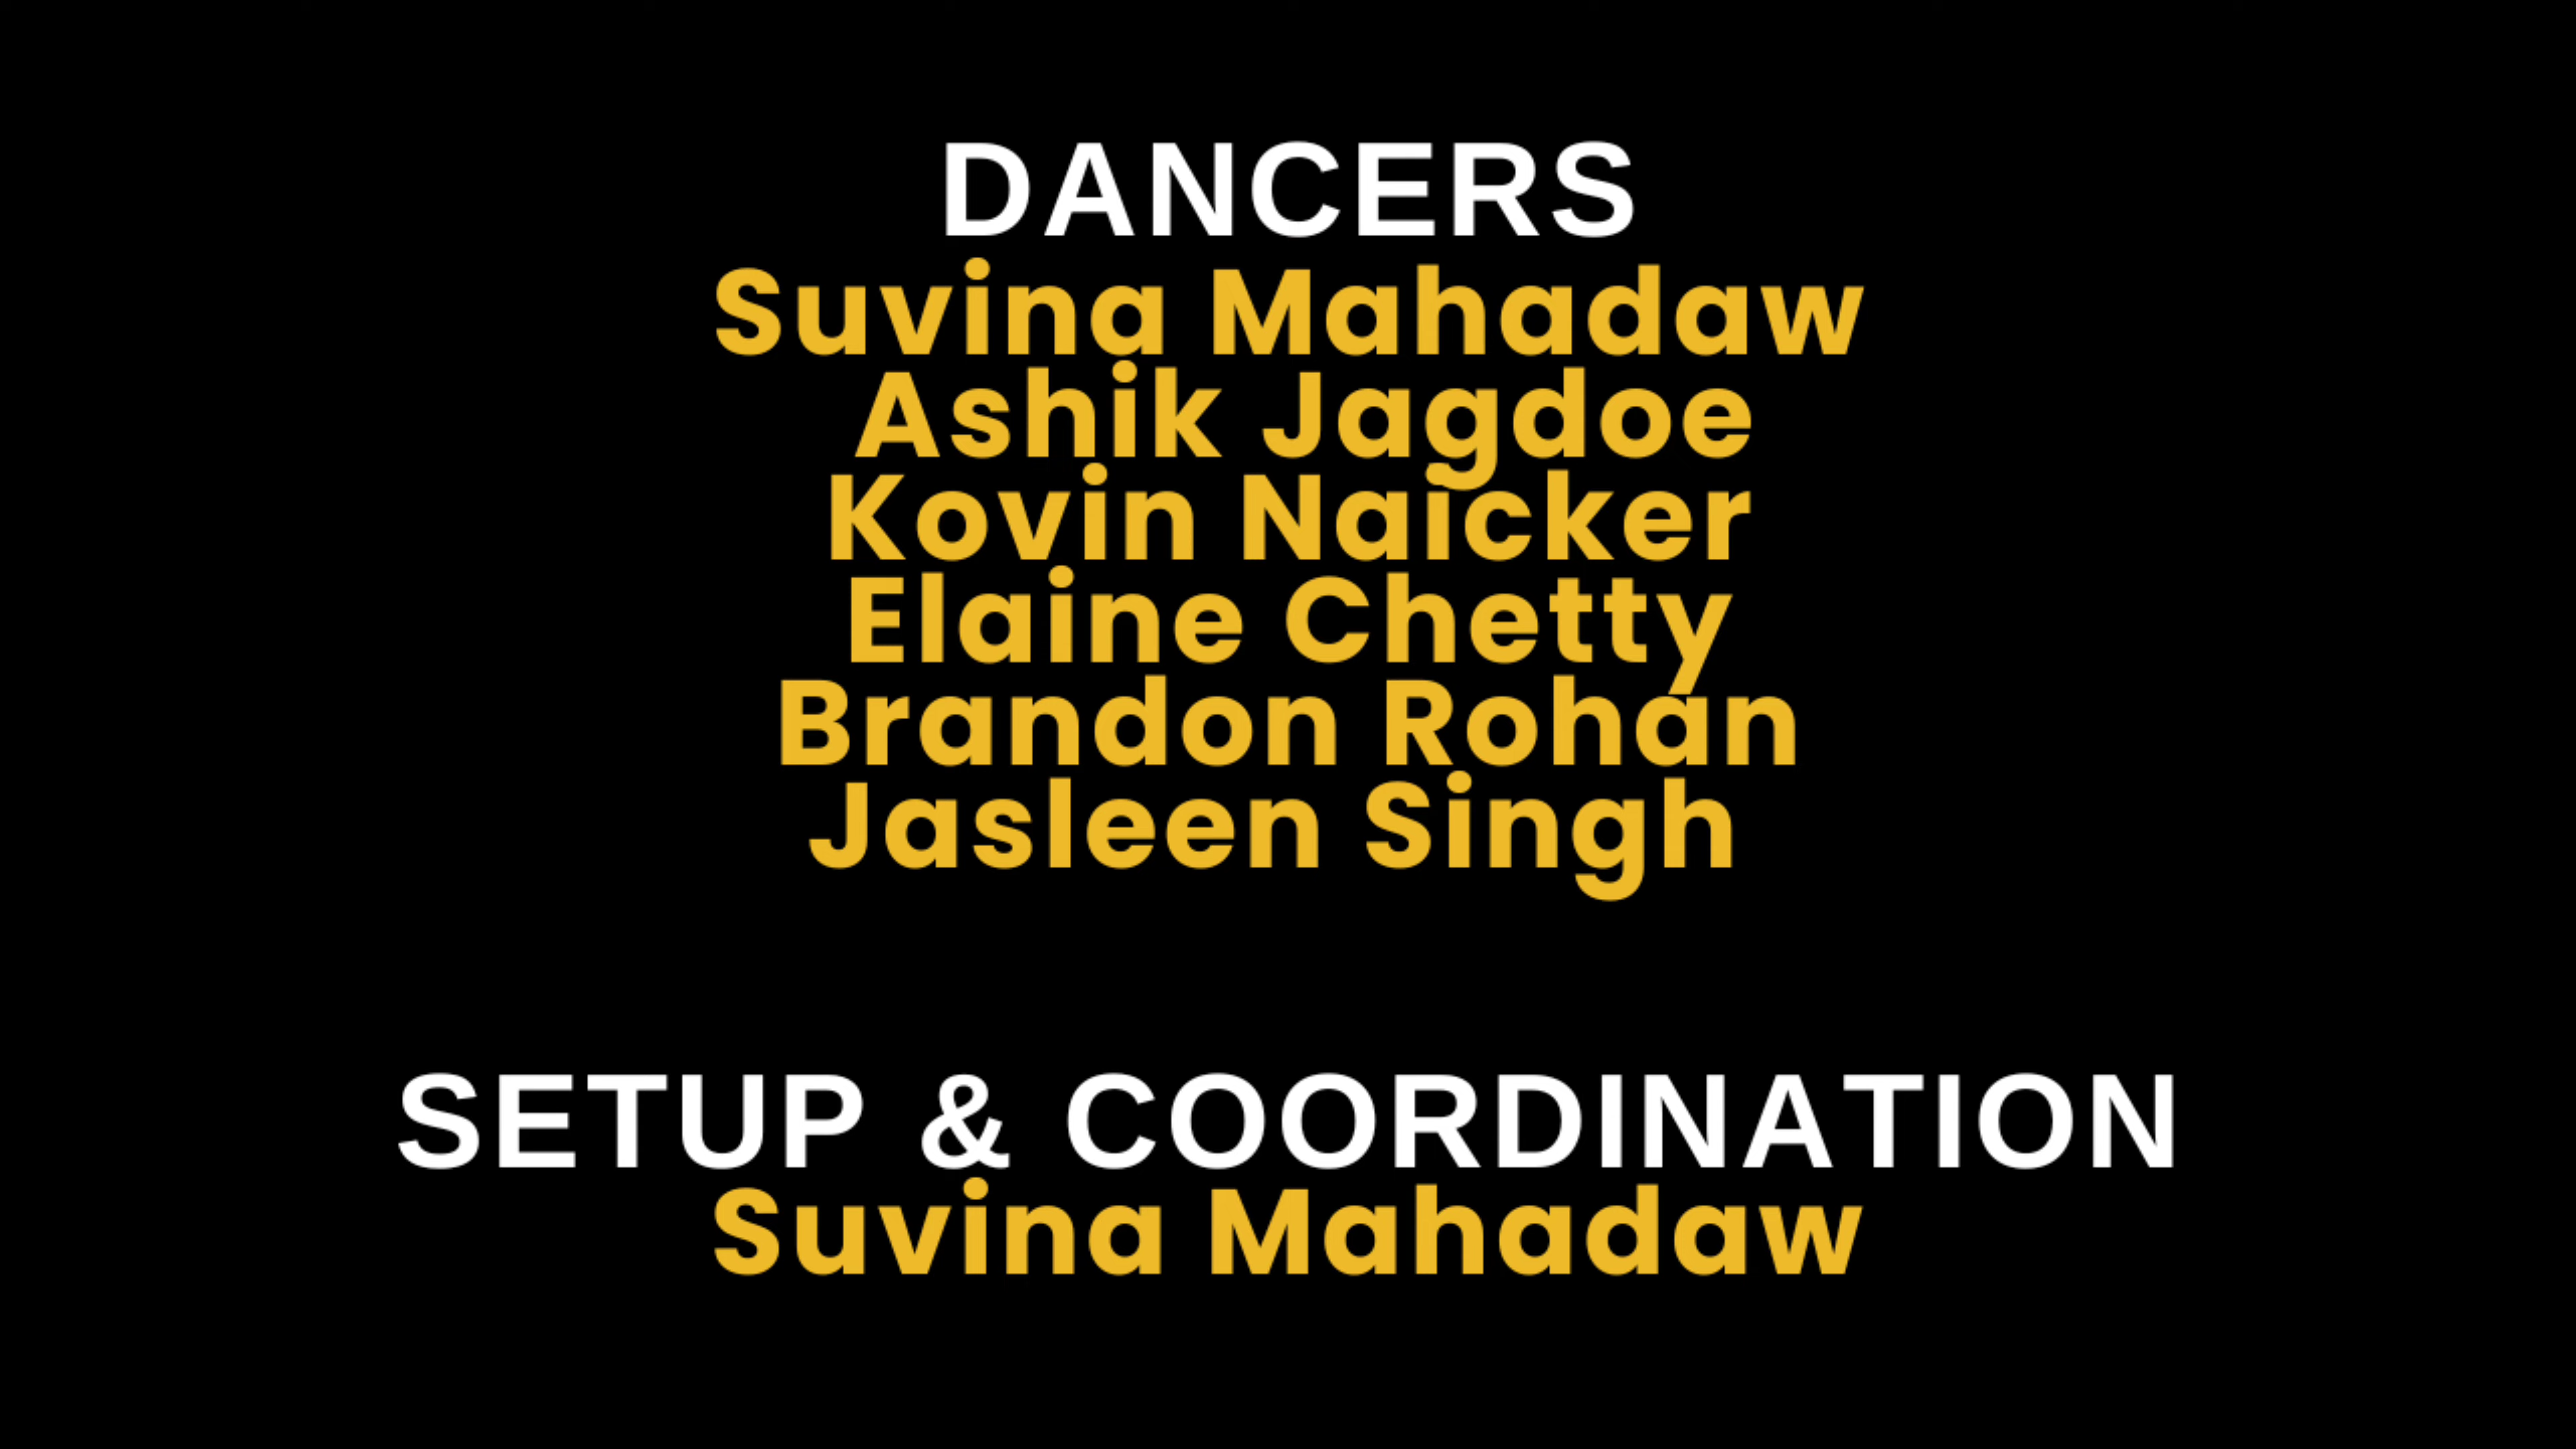 DANCERS
Suvina Mahadaw
Ashik Jagdoe
Kovin Naicker
Elaine Chetty
Brandon Rohan
Jasleen Singh
SETUP & COORDINATION
Suvina Mahadaw